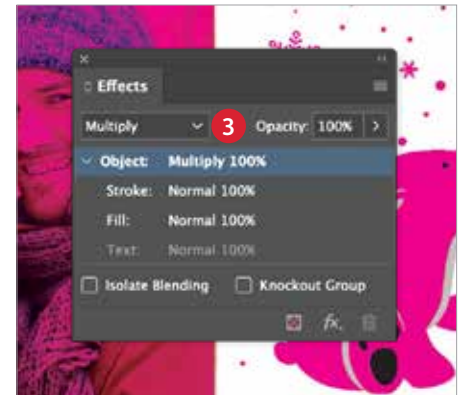 Effects
Multiply 3 Opacity: 100%
Object: Multiply 100%
Stroke: Normal 100%
Fill: Normal 100%
Text: Normal 100%
Isolate Blending Knockout Group
fx.